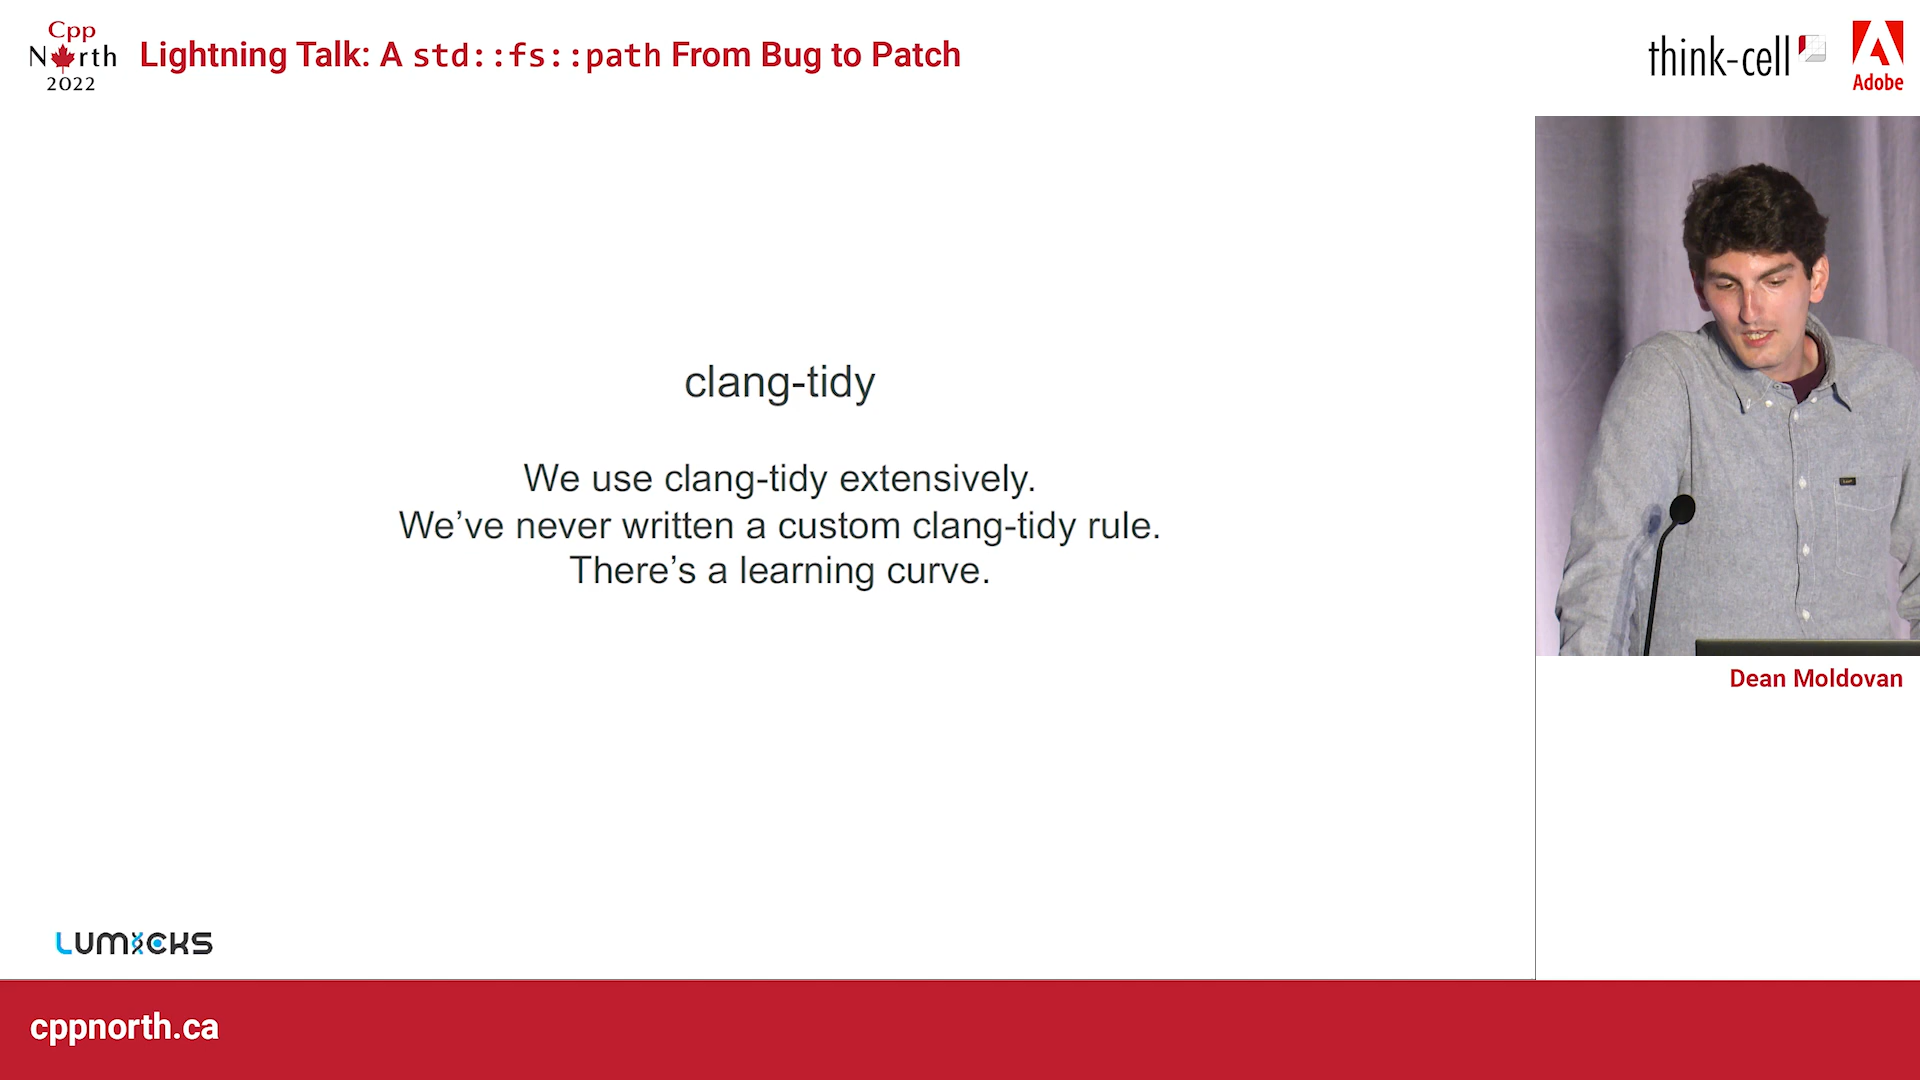 Cpp
North
2022
Lightning Talk: A std::fs::path From Bug to Patch
think-cell
Adobe
clang-tidy
We use clang-tidy extensively.
We’ve never written a custom clang-tidy rule.
There’s a learning curve.
Dean Moldovan
LUMICKS
cppnorth.ca